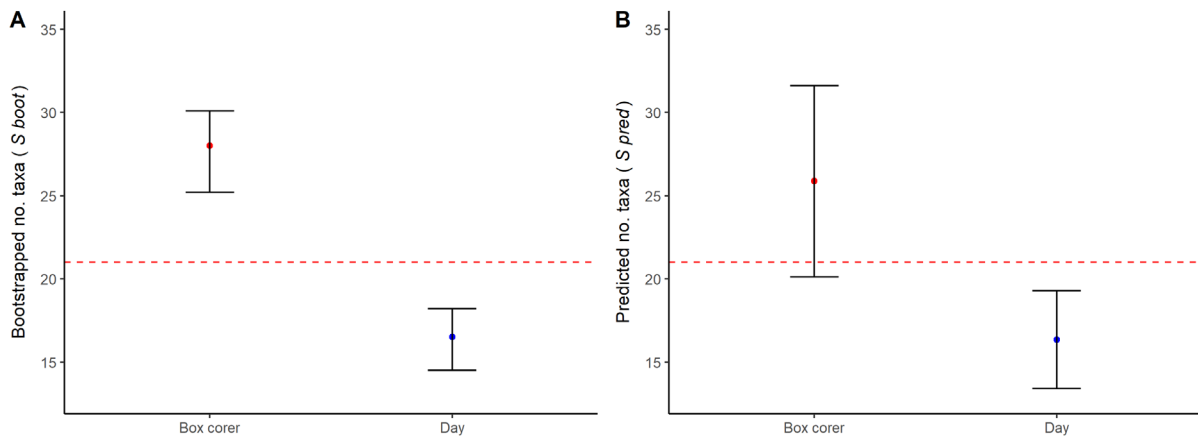 A
Bootstrapped no. taxa ( S boot )
35
30
25
20
15
Box corer
Day
B
Predicted no. taxa ( S pred )
35
30
25
20
15
Box corer
Day